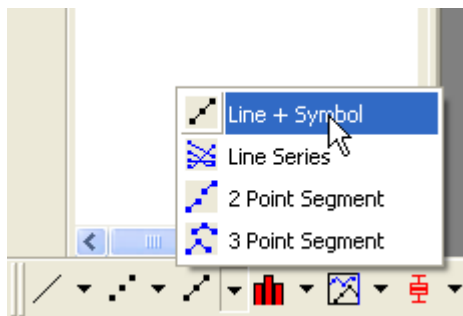 Line + Symbol
Line Series
2 Point Segment
3 Point Segment